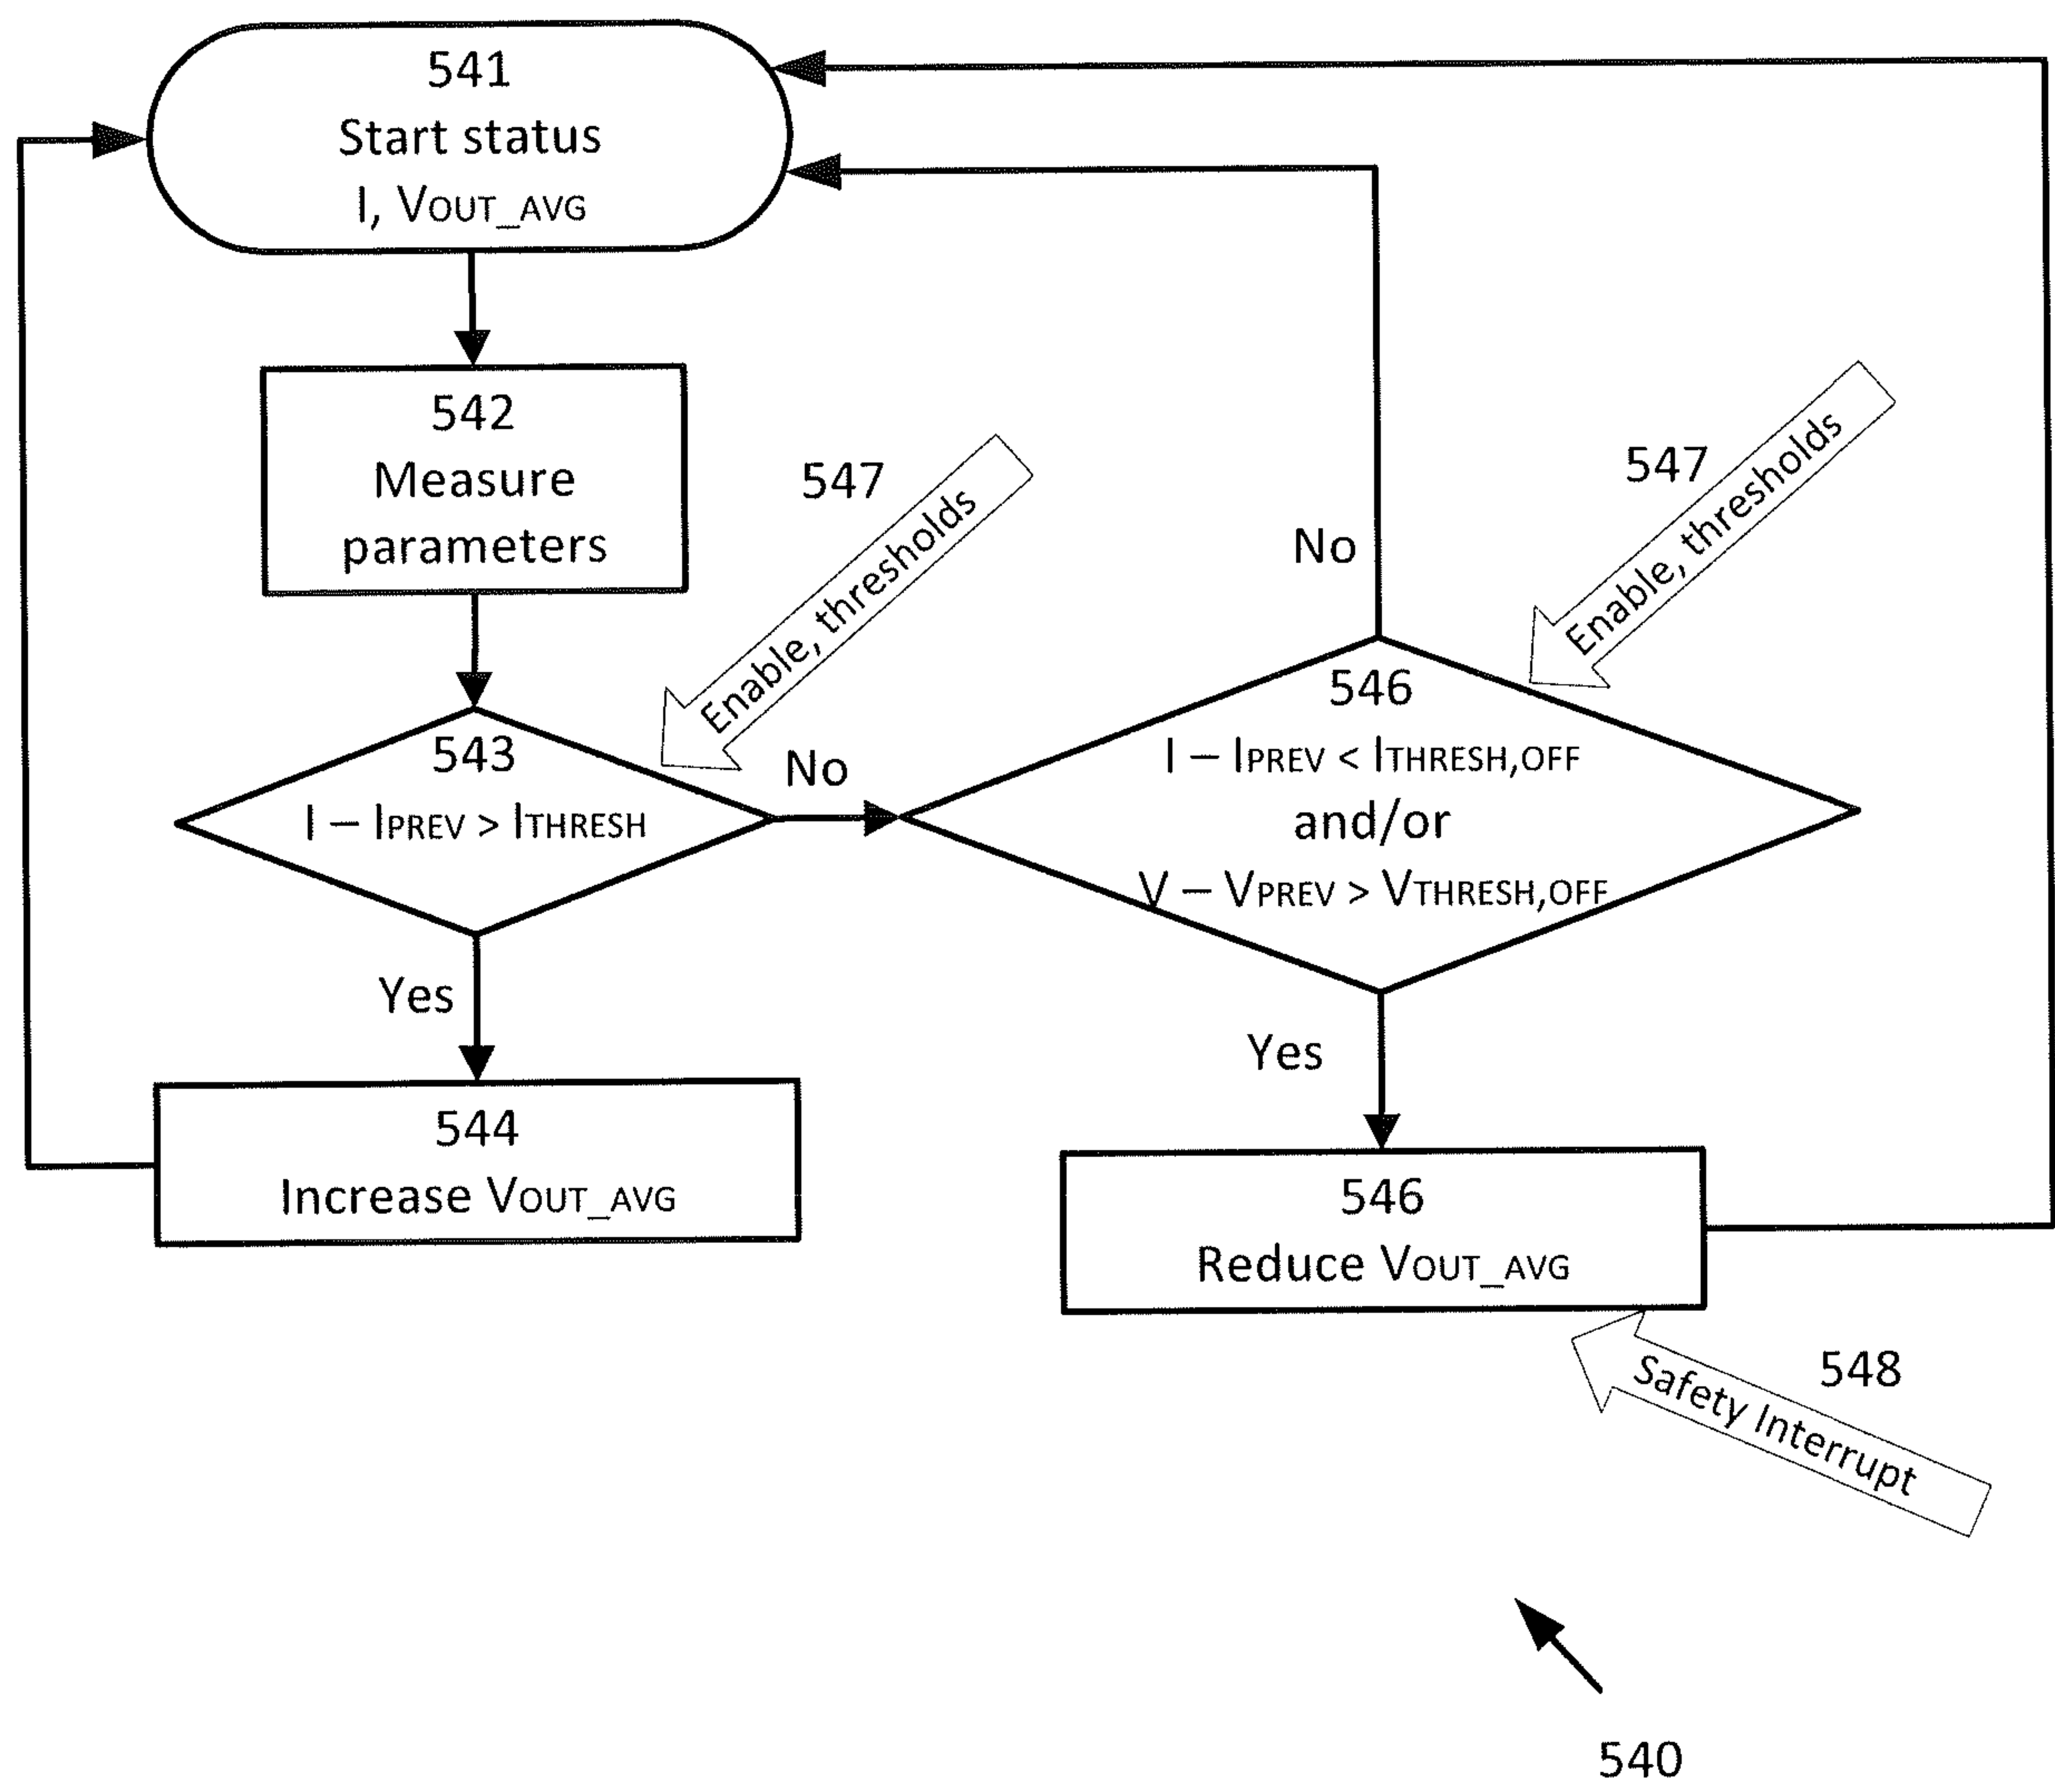 541
Start status
I, VOUT_AVG
542
Measure
parameters
547
Enable, thresholds
547
Enable, thresholds
No
543
I – IPREV > ITHRESH
No
546
I – IPREV < ITHRESH,OFF
and/or
V – VPREV > VTHRESH,OFF
Yes
Yes
544
Increase VOUT_AVG
546
Reduce VOUT_AVG
548
Safety Interrupt
540